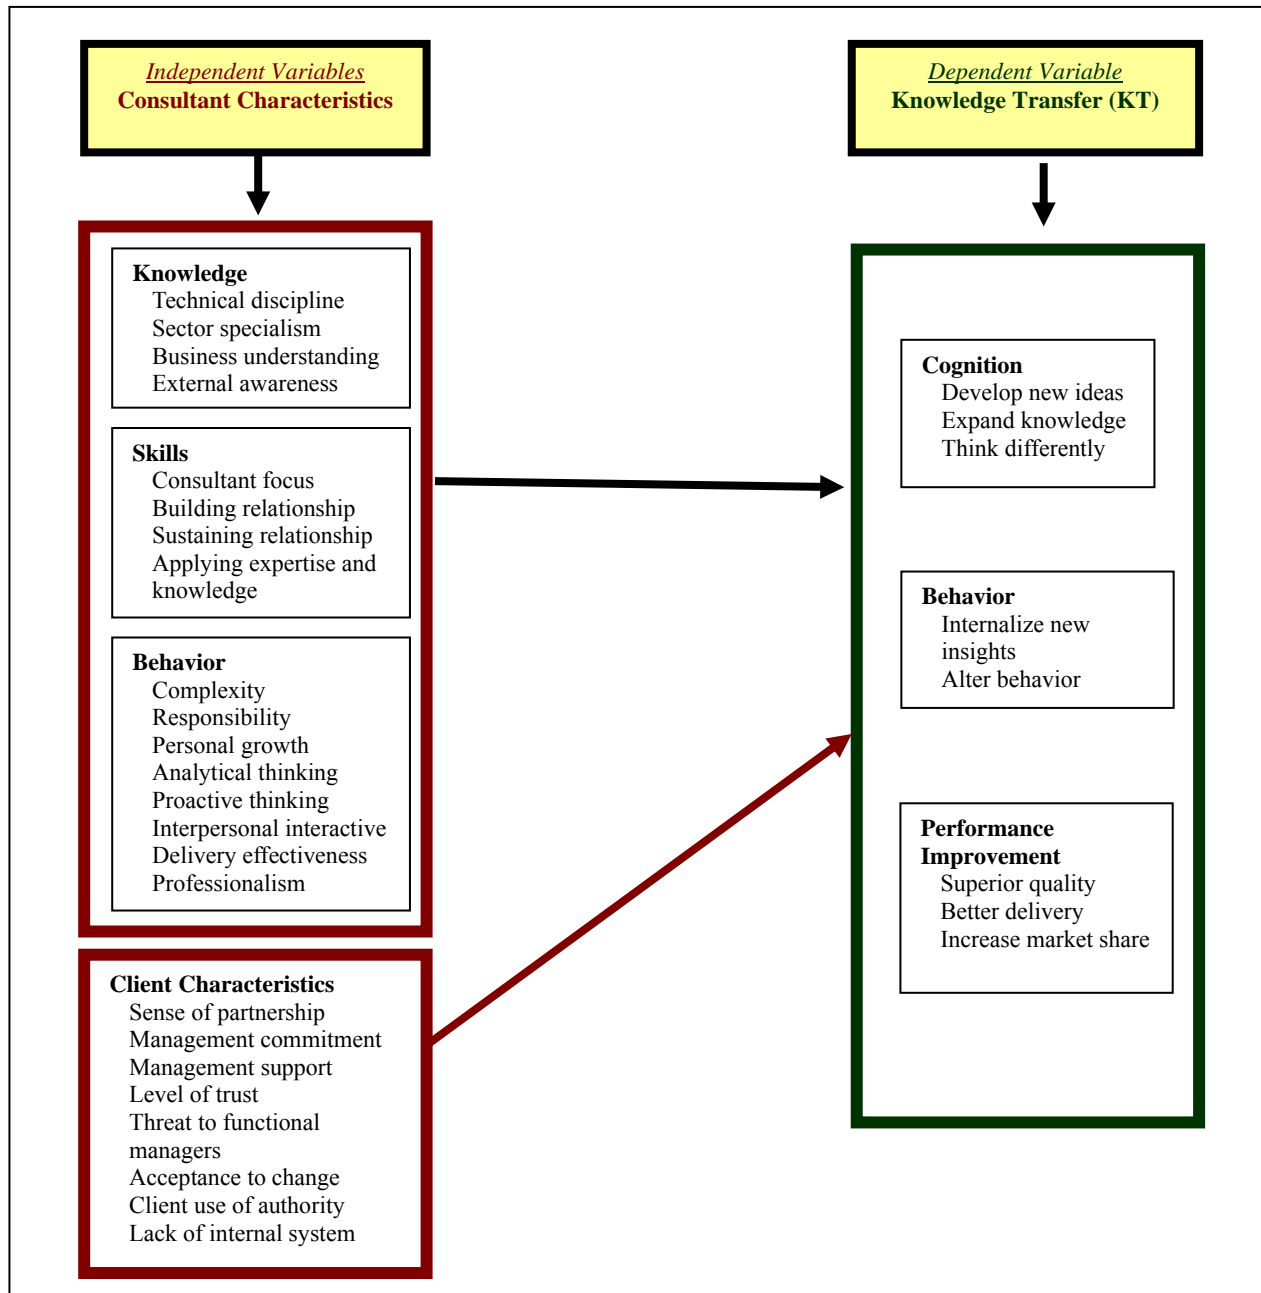 Independent Variables
Consultant Characteristics
Knowledge
Technical discipline
Sector specialism
Business understanding
External awareness
Skills
Consultant focus
Building relationship
Sustaining relationship
Applying expertise and
knowledge
Behavior
Complexity
Responsibility
Personal growth
Analytical thinking
Proactive thinking
Interpersonal interactive
Delivery effectiveness
Professionalism
Client Characteristics
Sense of partnership
Management commitment
Management support
Level of trust
Threat to functional
managers
Acceptance to change
Client use of authority
Lack of internal system
Dependent Variable
Knowledge Transfer (KT)
Cognition
Develop new ideas
Expand knowledge
Think differently
Behavior
Internalize new
insights
Alter behavior
Performance
Improvement
Superior quality
Better delivery
Increase market share